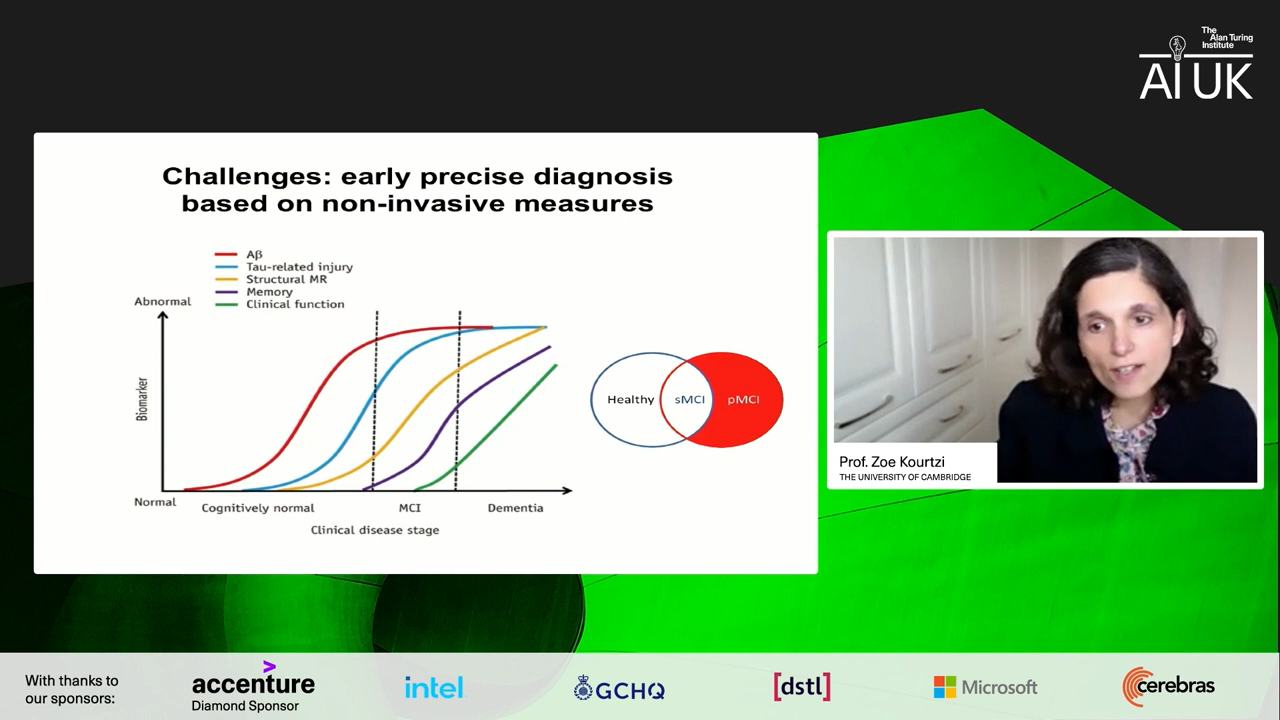 The
Alan Turing
Institute
AI UK
Challenges: early precise diagnosis
based on non-invasive measures
Aβ
Tau-related injury
Structural MR
Memory
Clinical function
Abnormal
Biomarker
Normal
Cognitively normal
MCI
Dementia
Clinical disease stage
Healthy
sMCI
pMCI
Prof. Zoe Kourtzi
THE UNIVERSITY OF CAMBRIDGE
With thanks to
our sponsors:
accenture
Diamond Sponsor
intel
GCHQ
[dstl]
Microsoft
cerebras